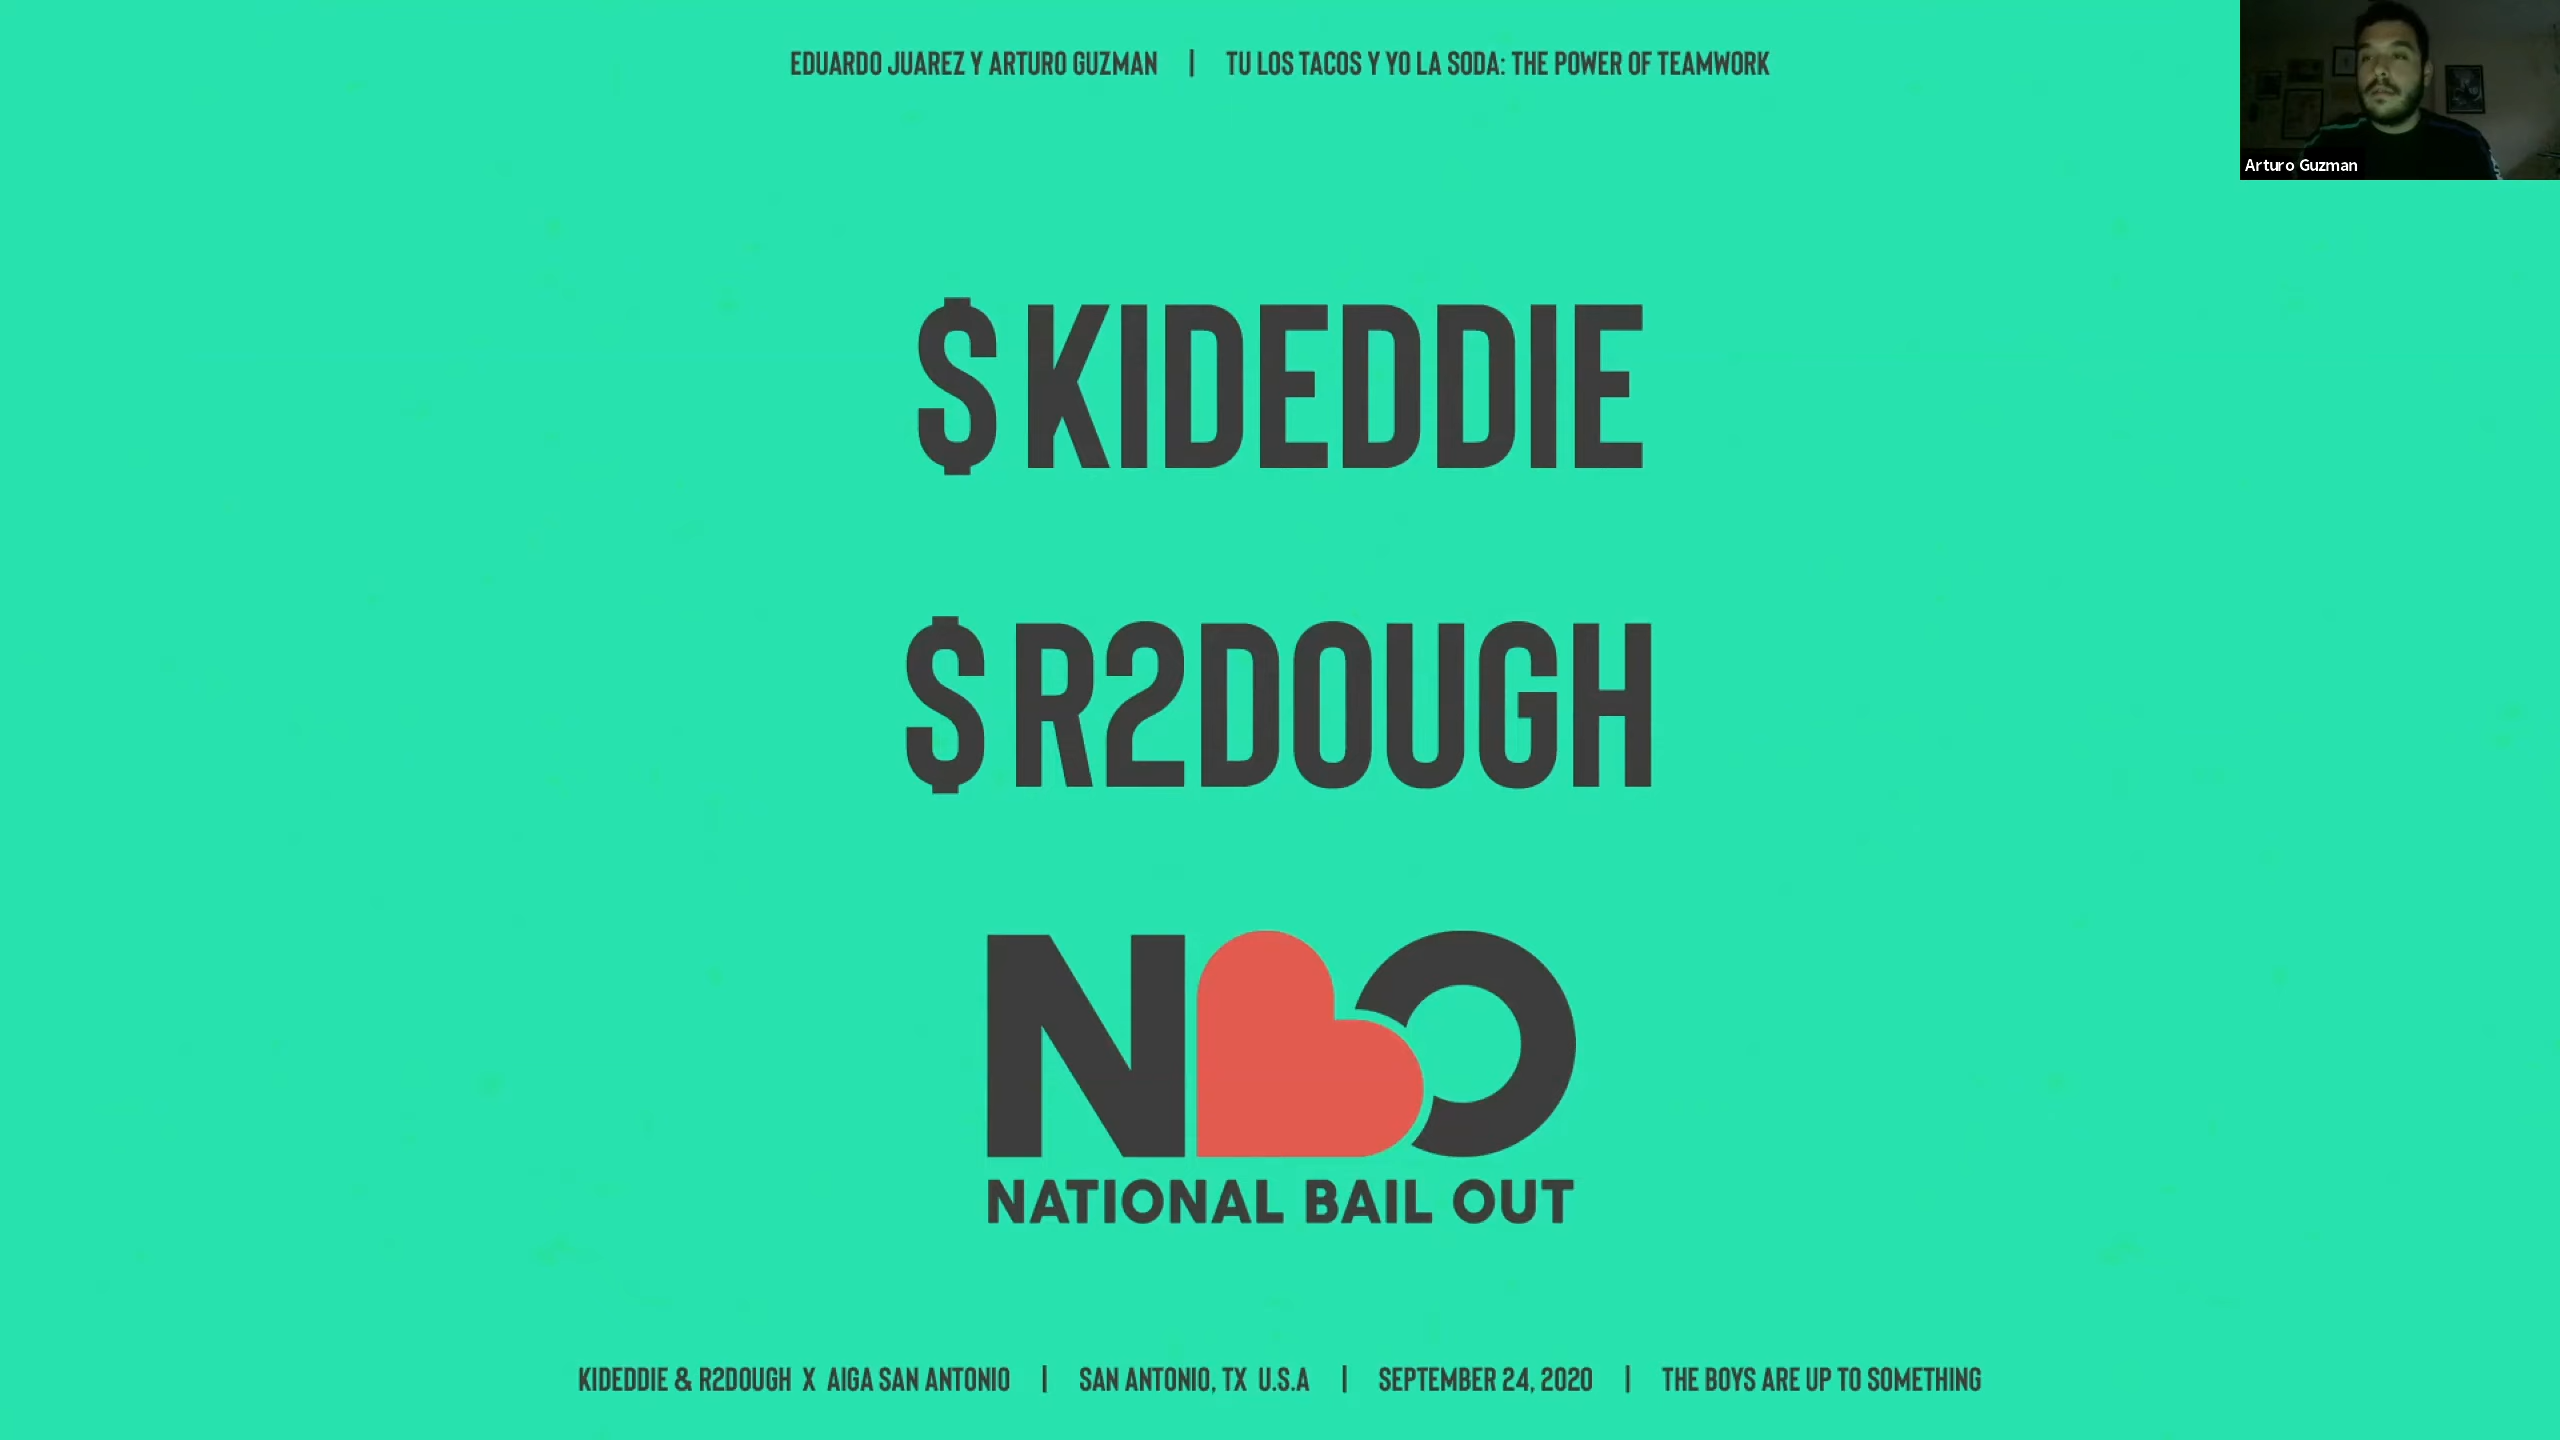 EDUARDO JUAREZ Y ARTURO GUZMAN | TU LOS TACOS Y YO LA SODA: THE POWER OF TEAMWORK
Arturo Guzman
$KIDEDDIE
$R2DOUGH
NBO
NATIONAL BAIL OUT
KIDEDDIE & R2DOUGH X AIGA SAN ANTONIO | SAN ANTONIO, TX U.S.A | SEPTEMBER 24, 2020 | THE BOYS ARE UP TO SOMETHING